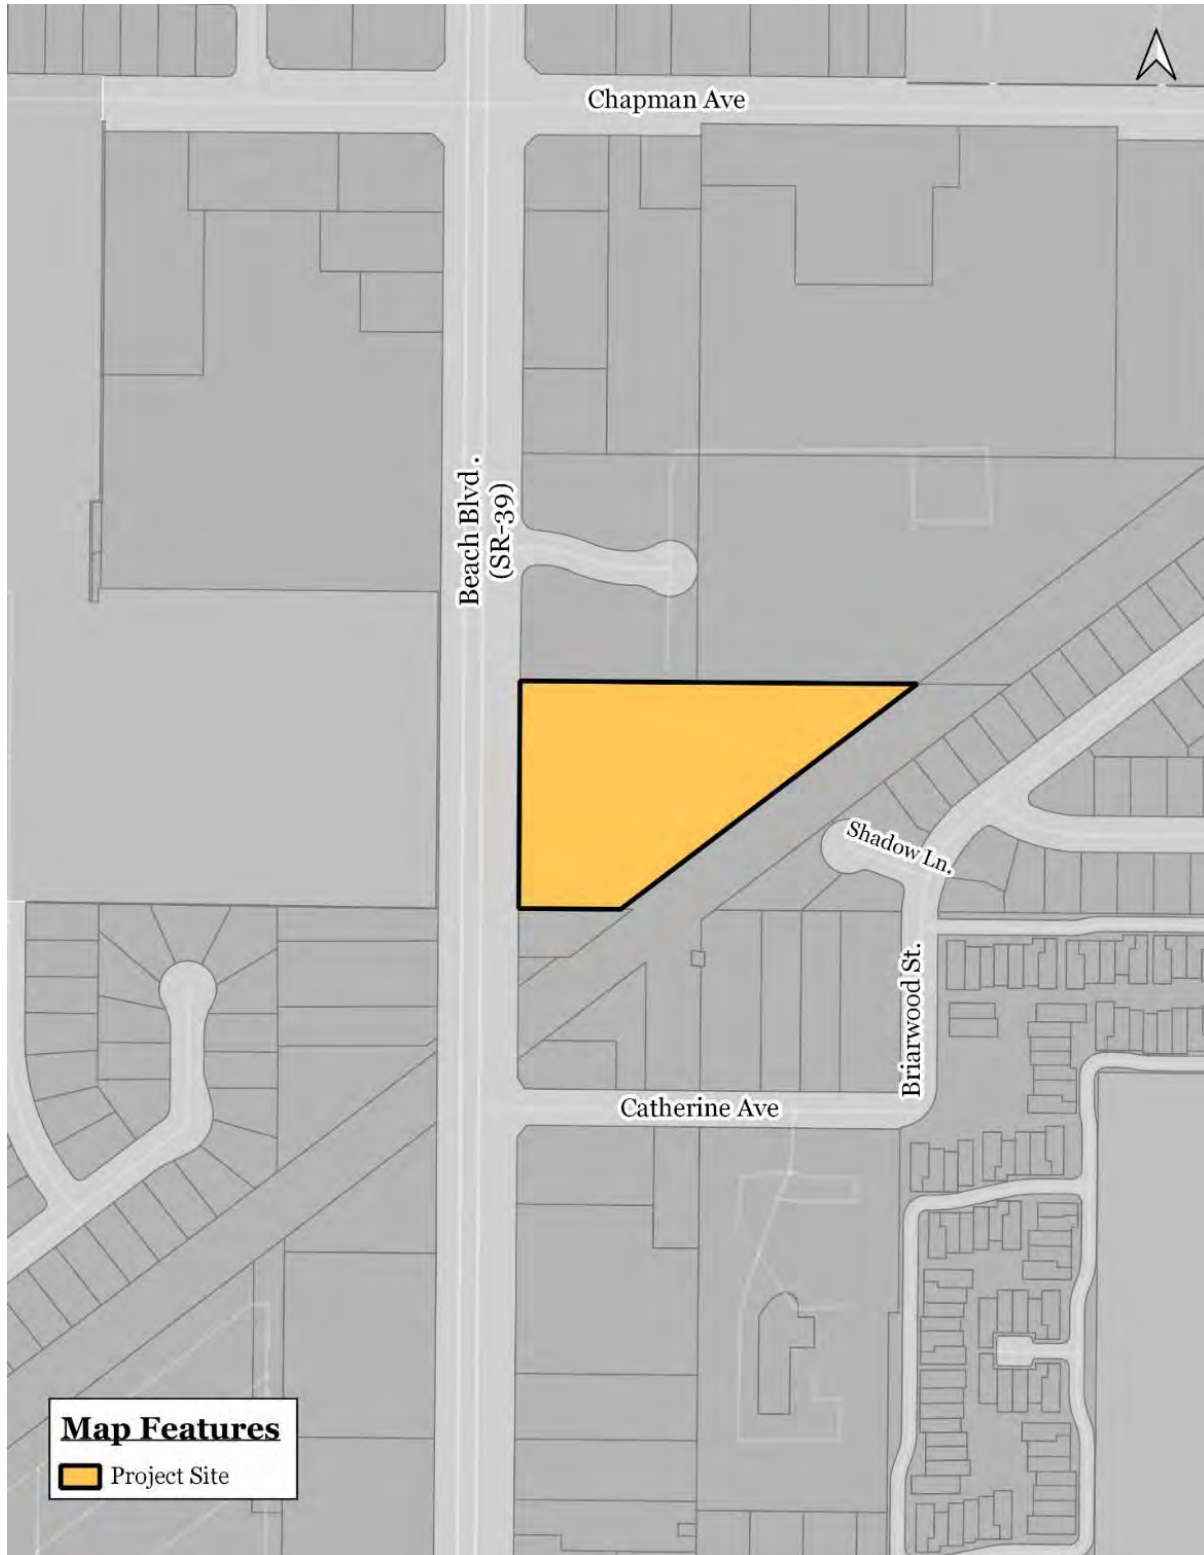 Chapman Ave
Beach Blvd.
(SR-39)
Shadow Ln.
Briarwood St.
Catherine Ave
Map Features
Project Site